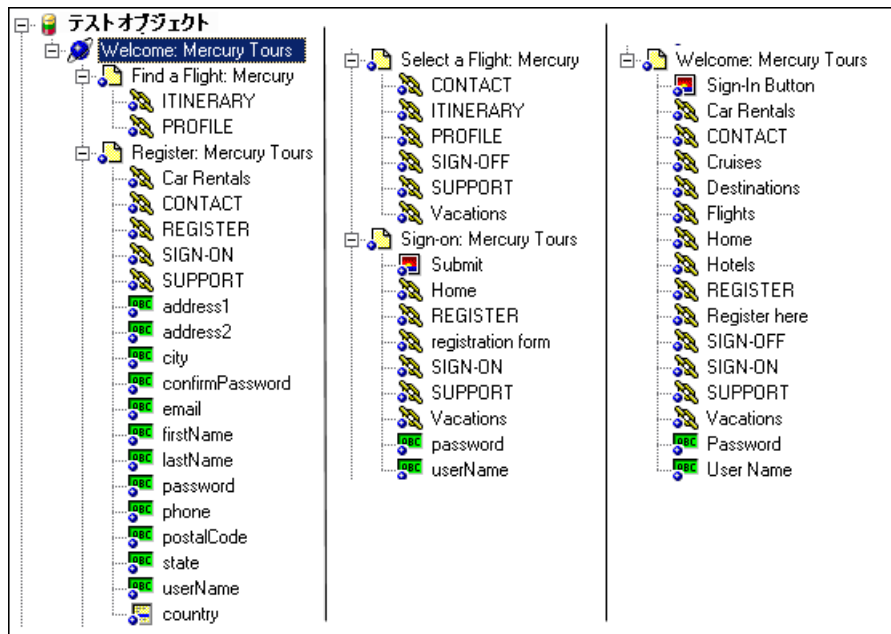 テストオブジェクト
Welcome: Mercury Tours
Find a Flight: Mercury
ITINERARY
PROFILE
Register: Mercury Tours
Car Rentals
CONTACT
REGISTER
SIGN-ON
SUPPORT
address1
address2
city
confirmPassword
email
firstName
lastName
password
phone
postalCode
state
userName
country
Select a Flight: Mercury
CONTACT
ITINERARY
PROFILE
SIGN-OFF
SUPPORT
Vacations
Sign-on: Mercury Tours
Submit
Home
REGISTER
registration form
SIGN-ON
SUPPORT
Vacations
password
userName
Welcome: Mercury Tours
Sign-In Button
Car Rentals
CONTACT
Cruises
Destinations
Flights
Home
Hotels
REGISTER
Register here
SIGN-OFF
SIGN-ON
SUPPORT
Vacations
Password
User Name